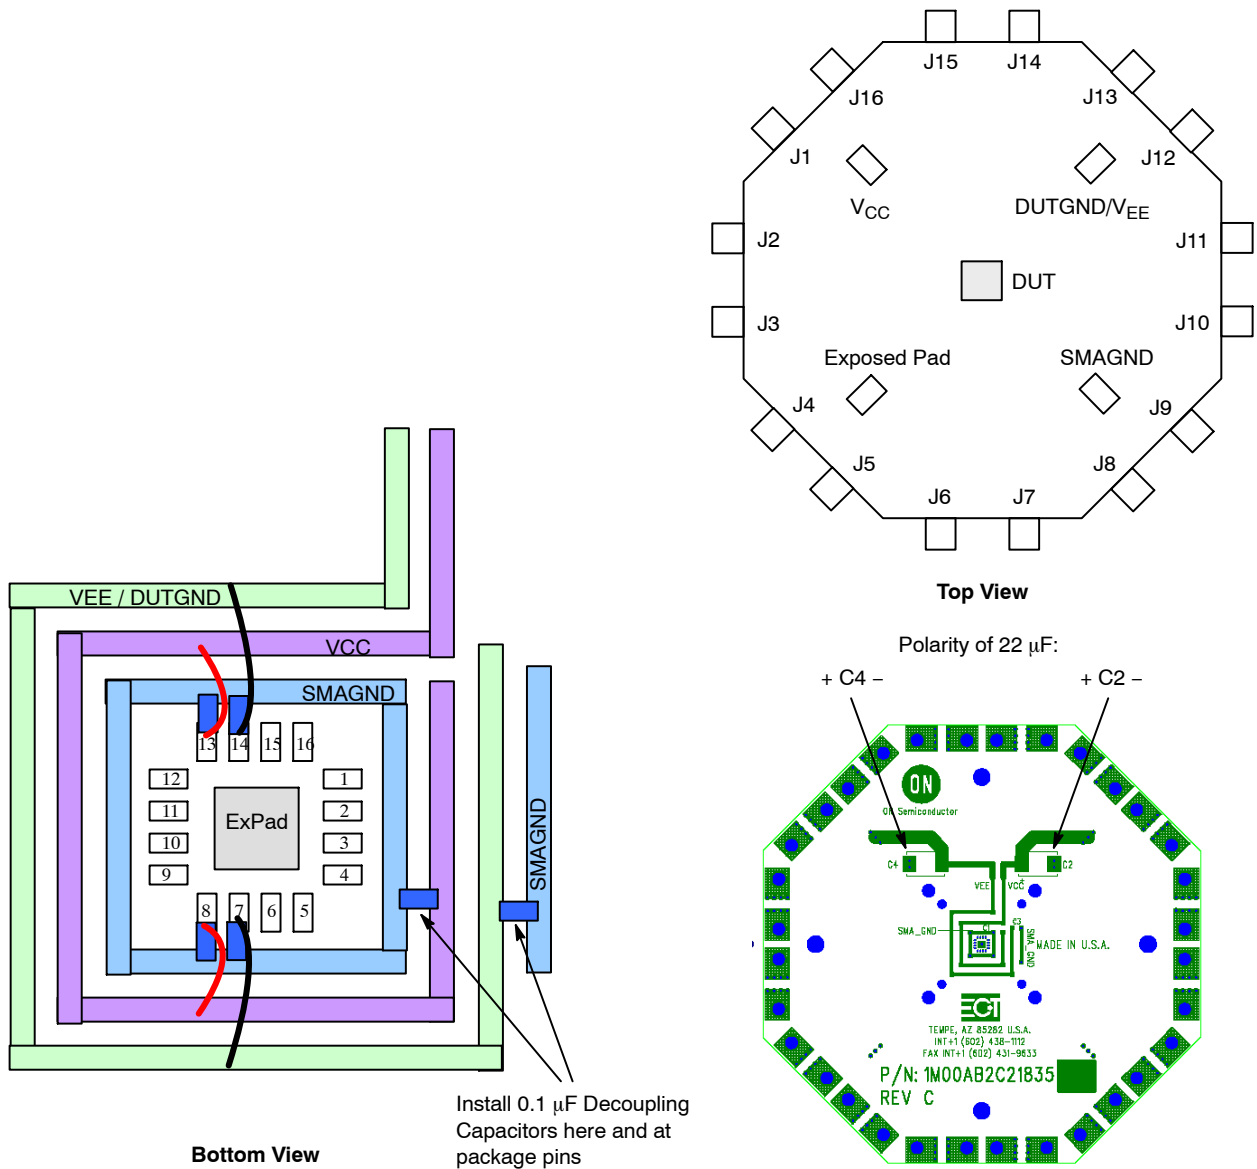 J15
J14
J16
J13
J1
J12
VCC
DUTGND/VEE
J2
J11
DUT
J3
J10
Exposed Pad
SMAGND
J4
J9
J5
J8
J6
J7
Top View
VEE / DUTGND
VCC
SMAGND
13
14
15
16
12
1
11
2
ExPad
10
3
9
4
8
7
6
5
SMAGND
Install 0.1 μF Decoupling
Capacitors here and at
package pins
Bottom View
Polarity of 22 μF:
+ C4 −
+ C2 −
ON
ON Semiconductor
C4
C2
VEE
VCC
+
C3
C1
SMA_GND
SMA_GND
MADE IN U.S.A.
EGT
TEMPE, AZ 85282 U.S.A.
INT+1 (602) 438-1112
FAX INT+1 (602) 431-9633
P/N: 1M00AB2C21835
REV C